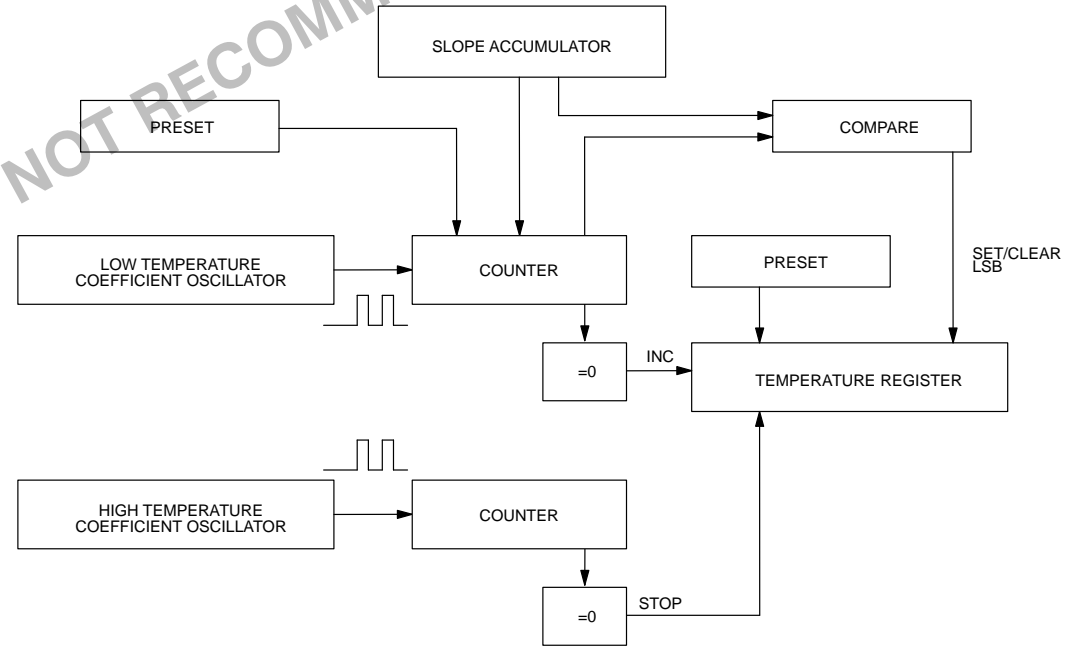 NOT RECOMM
SLOPE ACCUMULATOR
PRESET
COMPARE
LOW TEMPERATURE
COEFFICIENT OSCILLATOR
COUNTER
PRESET
SET/CLEAR
LSB
=0
INC
TEMPERATURE REGISTER
HIGH TEMPERATURE
COEFFICIENT OSCILLATOR
COUNTER
=0
STOP